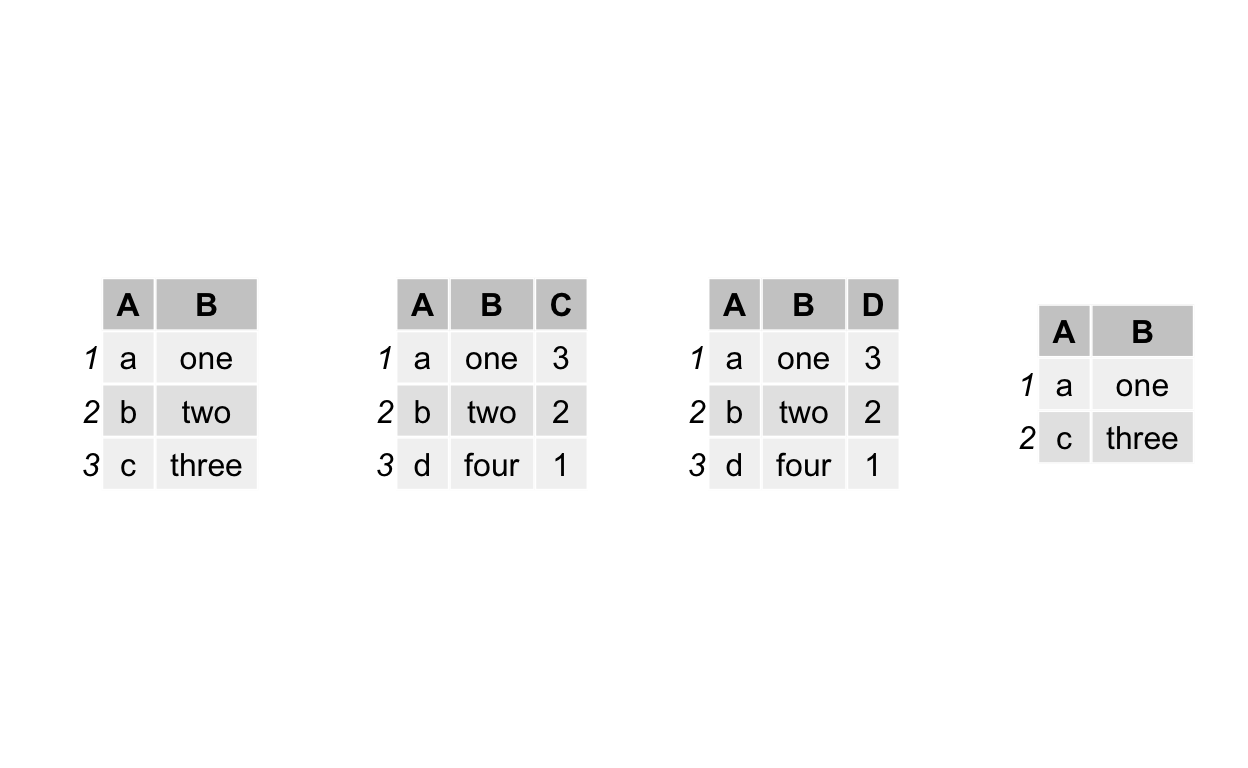 A B
1 a one
2 b two
3 c three
A B C
1 a one 3
2 b two 2
3 d four 1
A B D
1 a one 3
2 b two 2
3 d four 1
A B
1 a one
2 c three